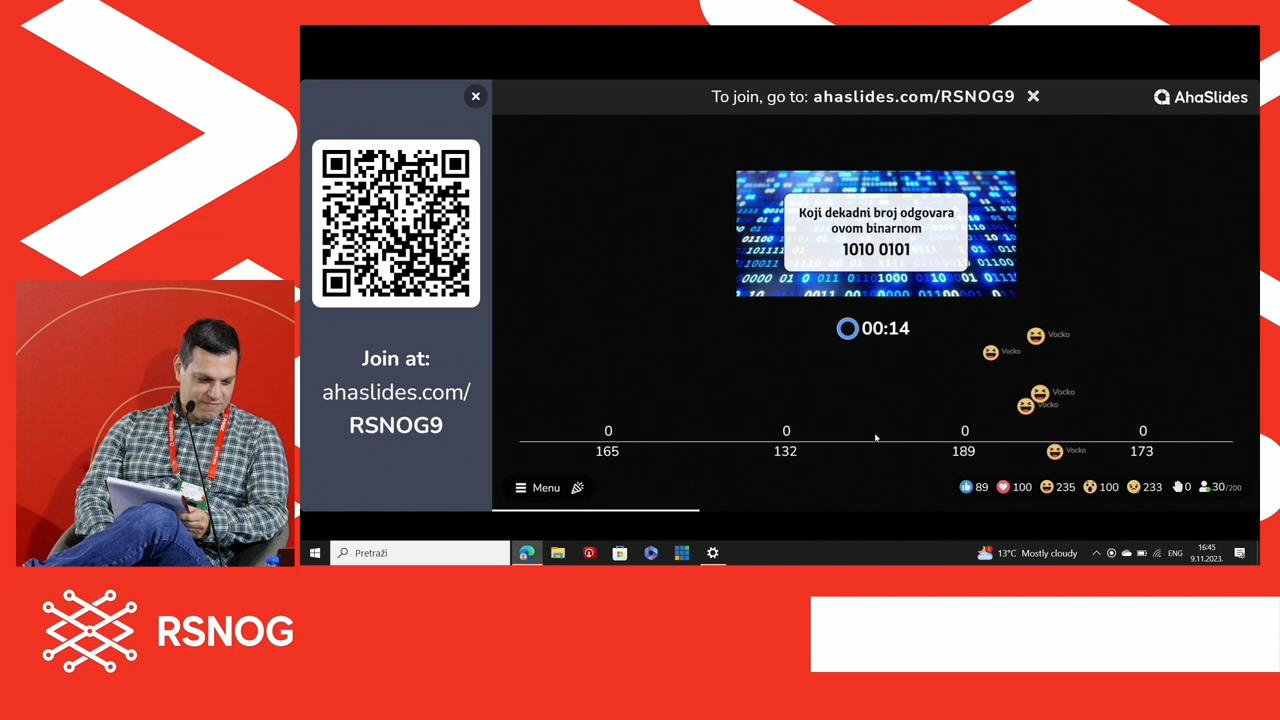 To join, go to: ahaslides.com/RSNOG9
AhaSlides
Koji dekadni broj odgovara
ovom binarnom
1010 0101
00:14
Vocko
Vocko
Vocko
Vocko
Vocko
Join at:
ahaslides.com/
RSNOG9
0 0 0 0
165 132 189 173
Menu
89 100 235 100 233 0 30/200
Pretraži
13°C Mostly cloudy
ENG
16:45
9.11.2023.
RSNOG